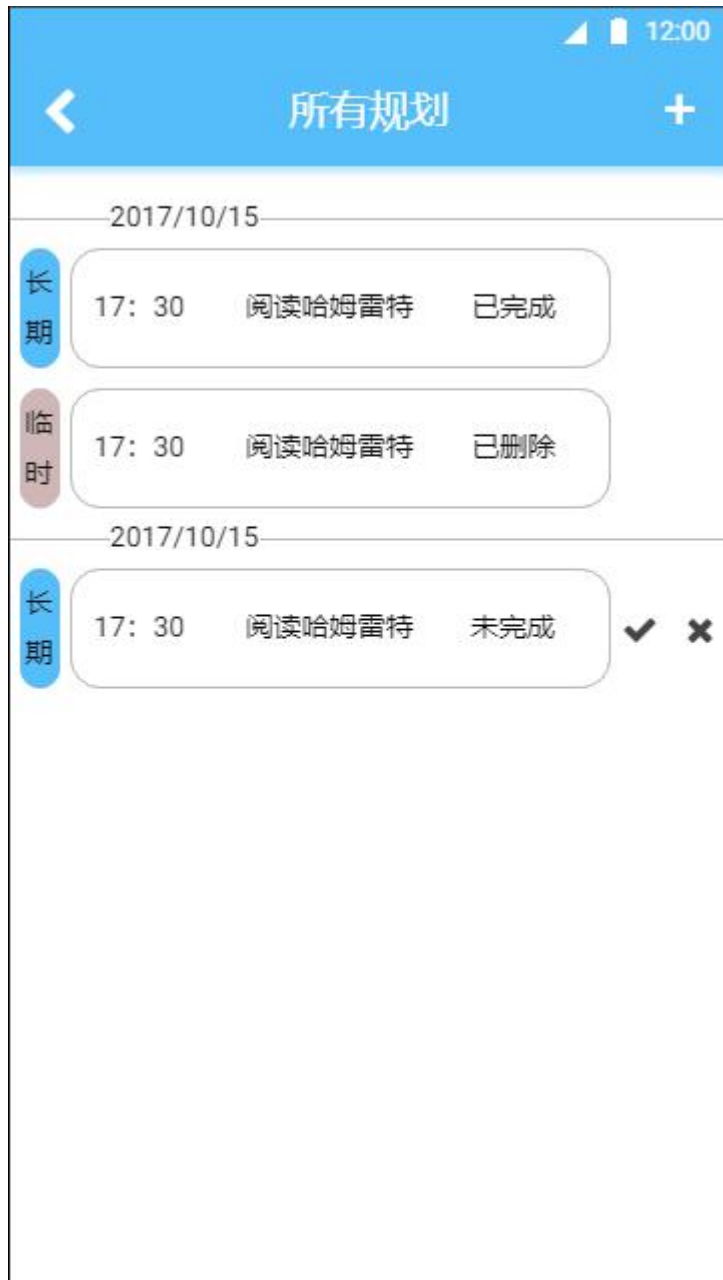 12:00
所有规划
2017/10/15
长期 17：30 阅读哈姆雷特 已完成
临时 17：30 阅读哈姆雷特 已删除
2017/10/15
长期 17：30 阅读哈姆雷特 未完成